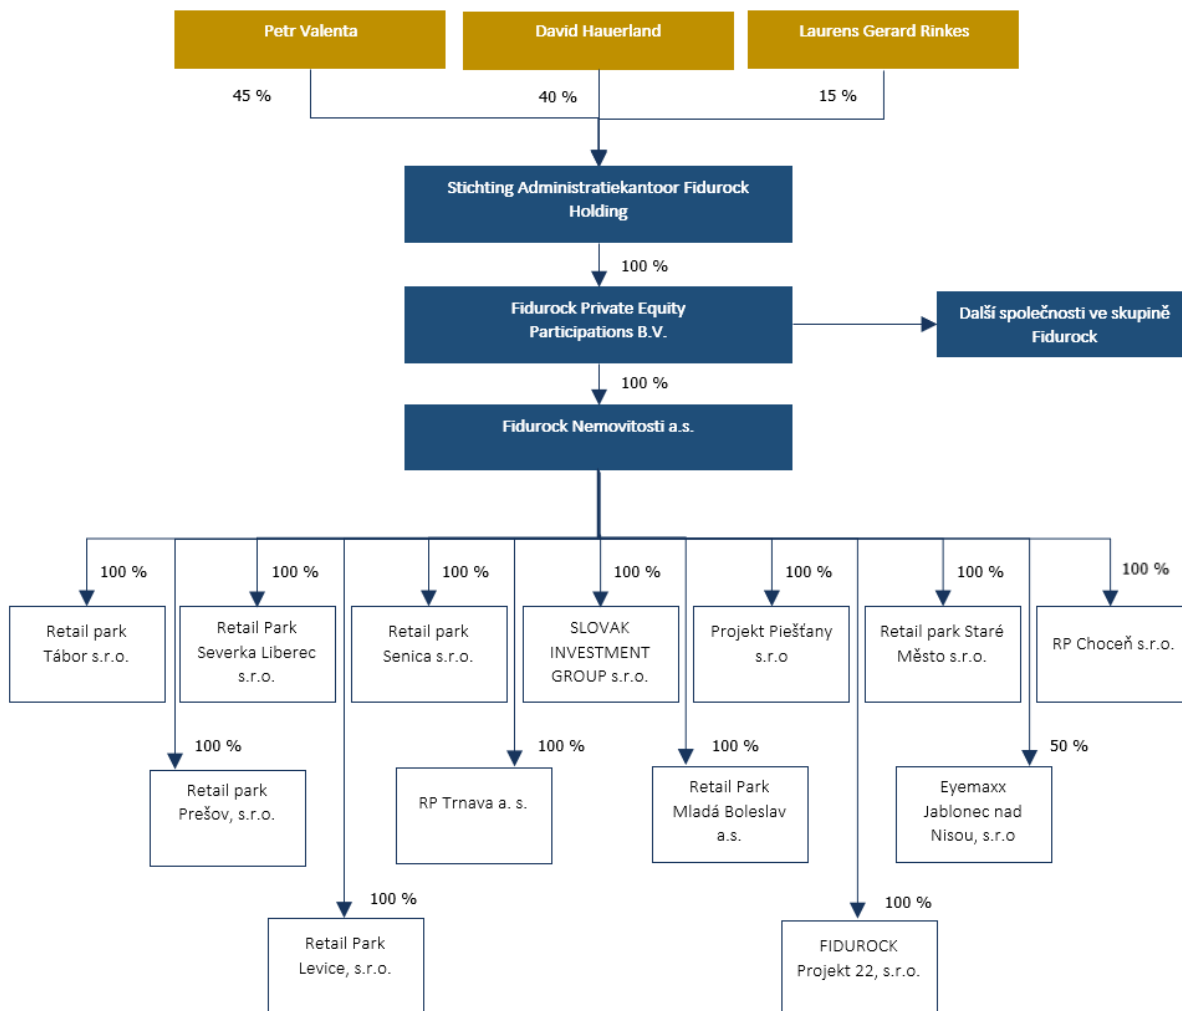 Petr Valenta
David Hauerland
Laurens Gerard Rinkes
45 %
40 %
15 %
Stichting Administratiekantoor Fidurock
Holding
100 %
Fidurock Private Equity
Participations B.V.
Další společnosti ve skupině
Fidurock
100 %
Fidurock Nemovitosti a.s.
100 %
100 %
100 %
100 %
100 %
100 %
100 %
Retail park
Tábor s.r.o.
Retail Park
Severka Liberec
s.r.o.
Retail park
Senica s.r.o.
SLOVAK
INVESTMENT
GROUP s.r.o.
Projekt Piešťany
s.r.o
Retail park Staré
Město s.r.o.
RP Choceň s.r.o.
100 %
100 %
100 %
50 %
Retail park
Prešov, s.r.o.
RP Trnava a. s.
Retail Park
Mladá Boleslav
a.s.
Eyemaxx
Jablonec nad
Nisou, s.r.o
100 %
100 %
Retail Park
Levice, s.r.o.
FIDUROCK
Projekt 22, s.r.o.